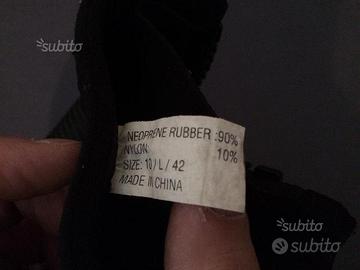 subito
NEOPRENE RUBBER :90%
NYLON: 10%
SIZE: 10 / L / 42
MADE IN CHINA
subito
subito